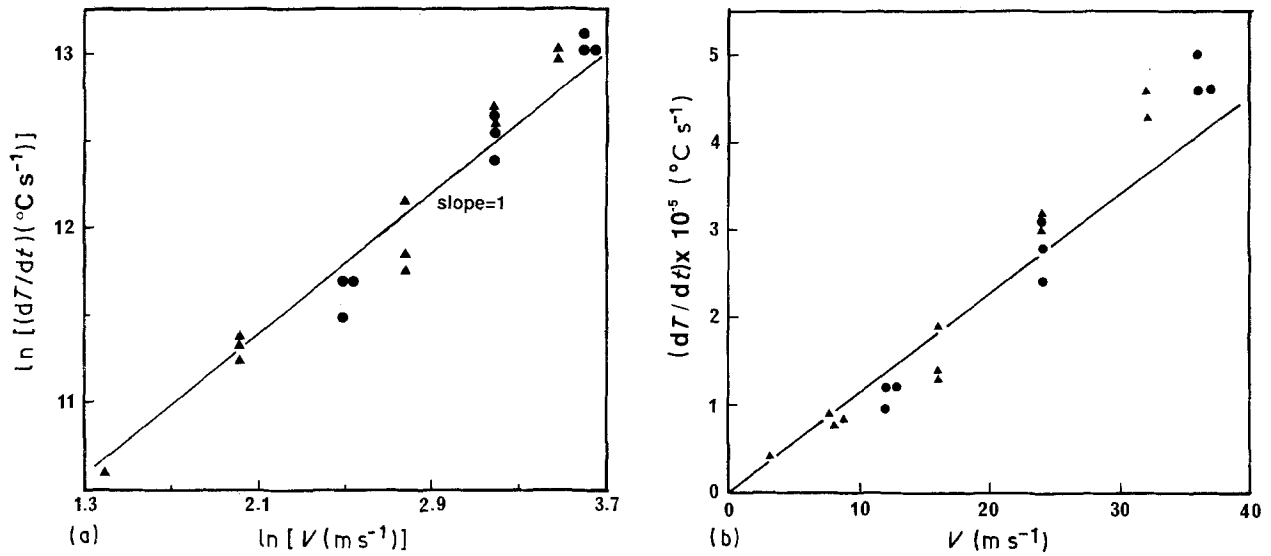 13
12
11
ln [(dT/dt)(°C s⁻¹)]
slope=1
1.3 2.1 2.9 3.7
(a) ln [V (m s⁻¹)]
5
4
3
2
1
0
(dT/dt)x 10⁻⁵ (°C s⁻¹)
0 10 20 30 40
(b) V (m s⁻¹)